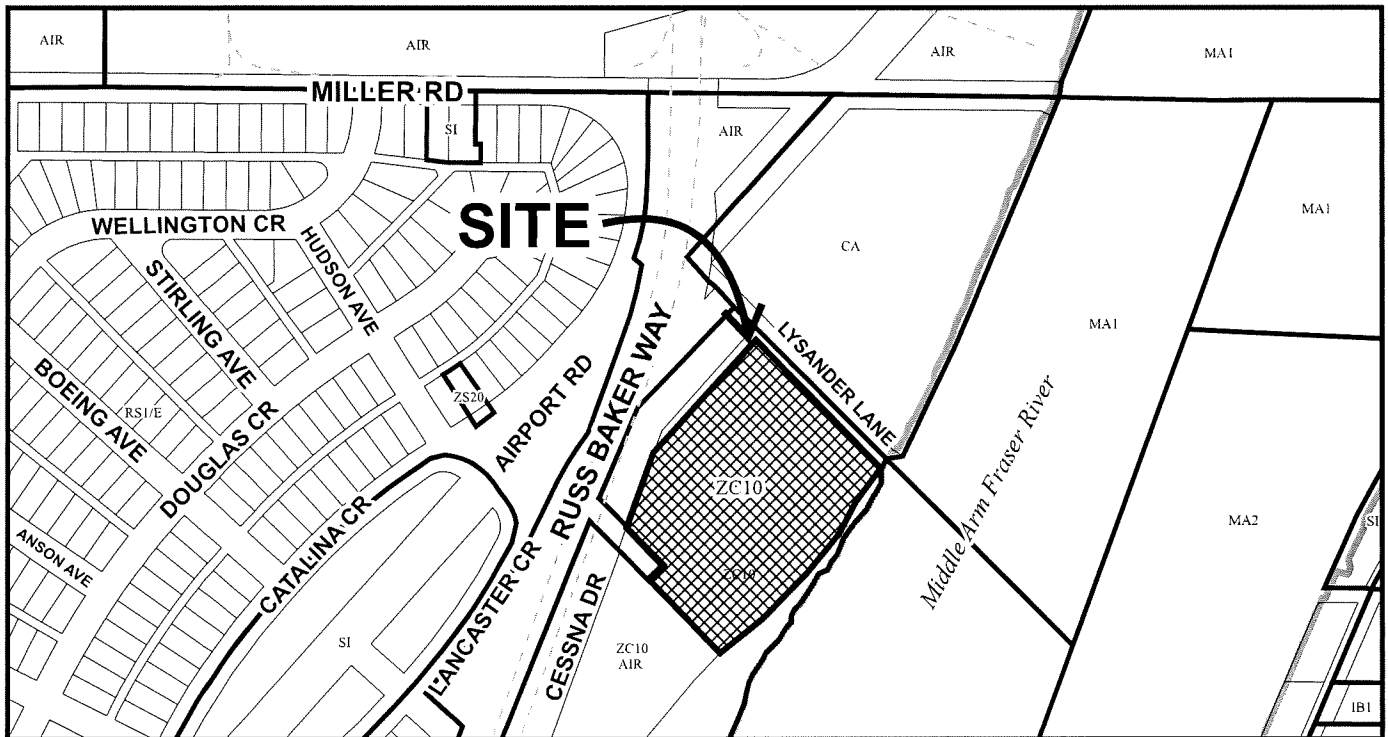 AIR
AIR
AIR
MA1
MILLER RD
SI
AIR
WELLINGTON CR
SITE
HUDSON AVE
CA
MA1
STIRLING AVE
MA1
LYSANDER LANE
BOEING AVE
RS1/E
ZS20
AIRPORT RD
RUSS BAKER WAY
DOUGLAS CR
ZC10
Middle Arm Fraser River
MA2
SI
ANSON AVE
CATALINA CR
ZC10
LANCASTER CR
CESSNA DR
SI
ZC10
AIR
IB1